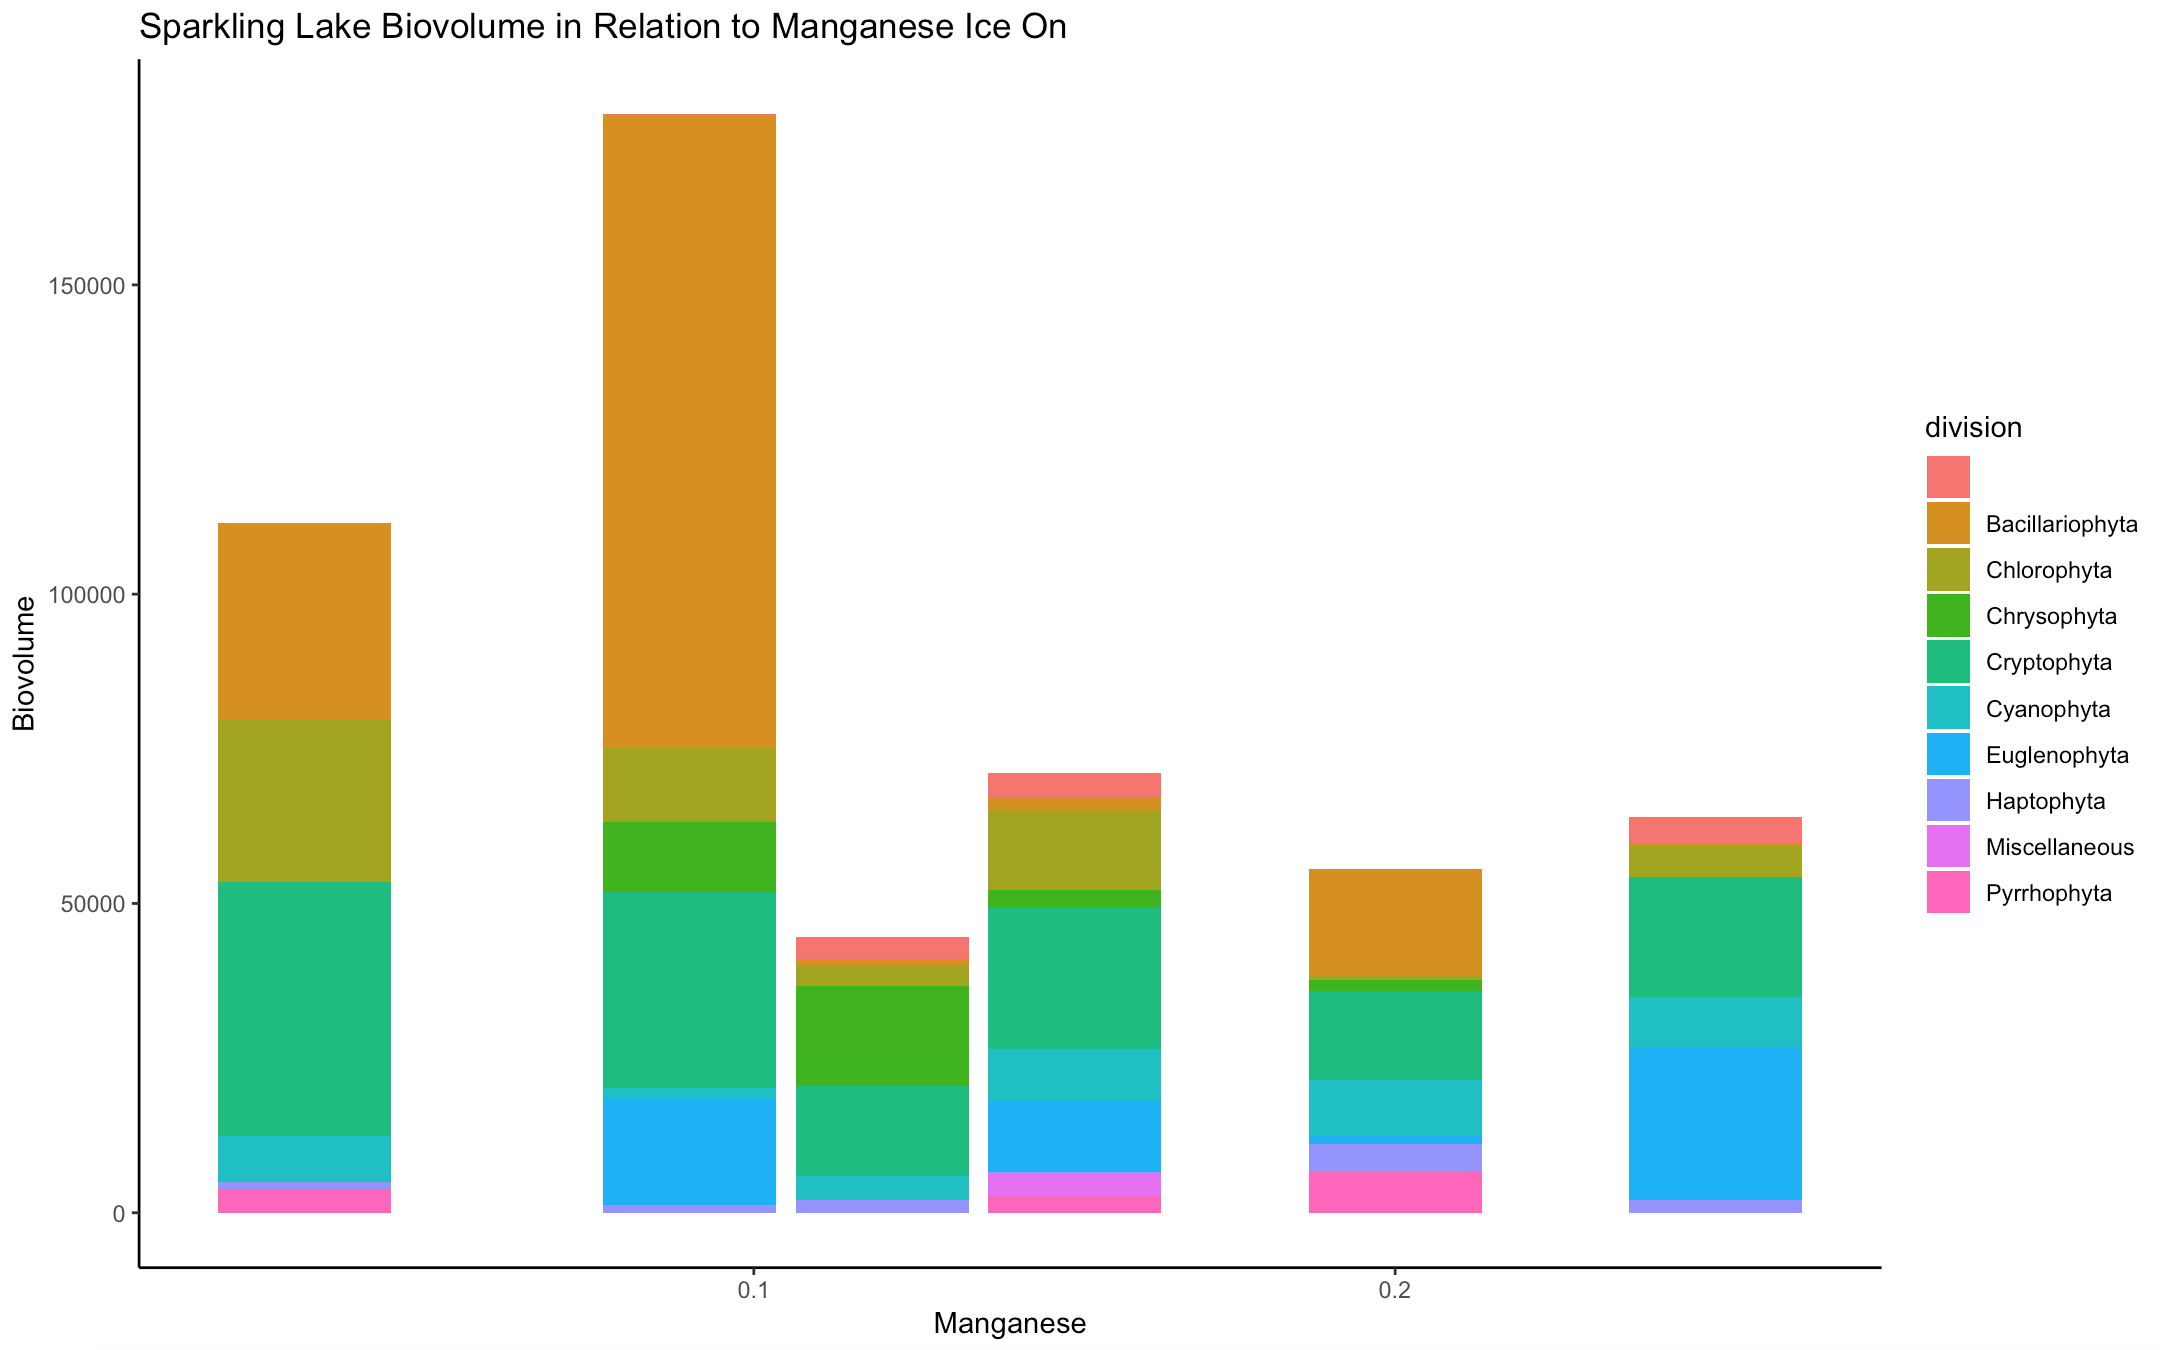 Sparkling Lake Biovolume in Relation to Manganese Ice On
150000
100000
50000
0
Biovolume
0.1
0.2
Manganese
division
Bacillariophyta
Chlorophyta
Chrysophyta
Cryptophyta
Cyanophyta
Euglenophyta
Haptophyta
Miscellaneous
Pyrrhophyta